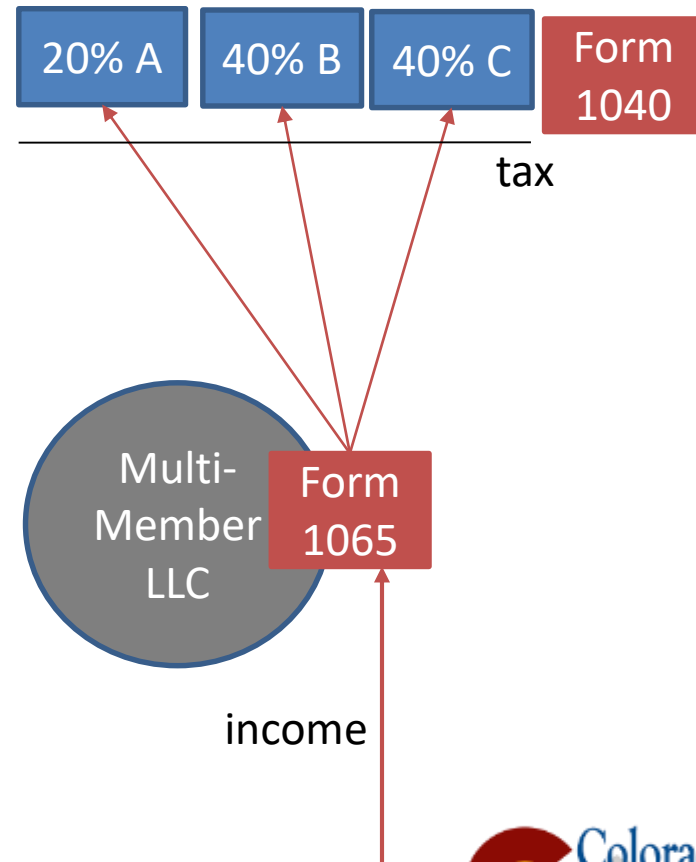 20% A
40% B
40% C
Form
1040
tax
Multi-
Member
LLC
Form
1065
income